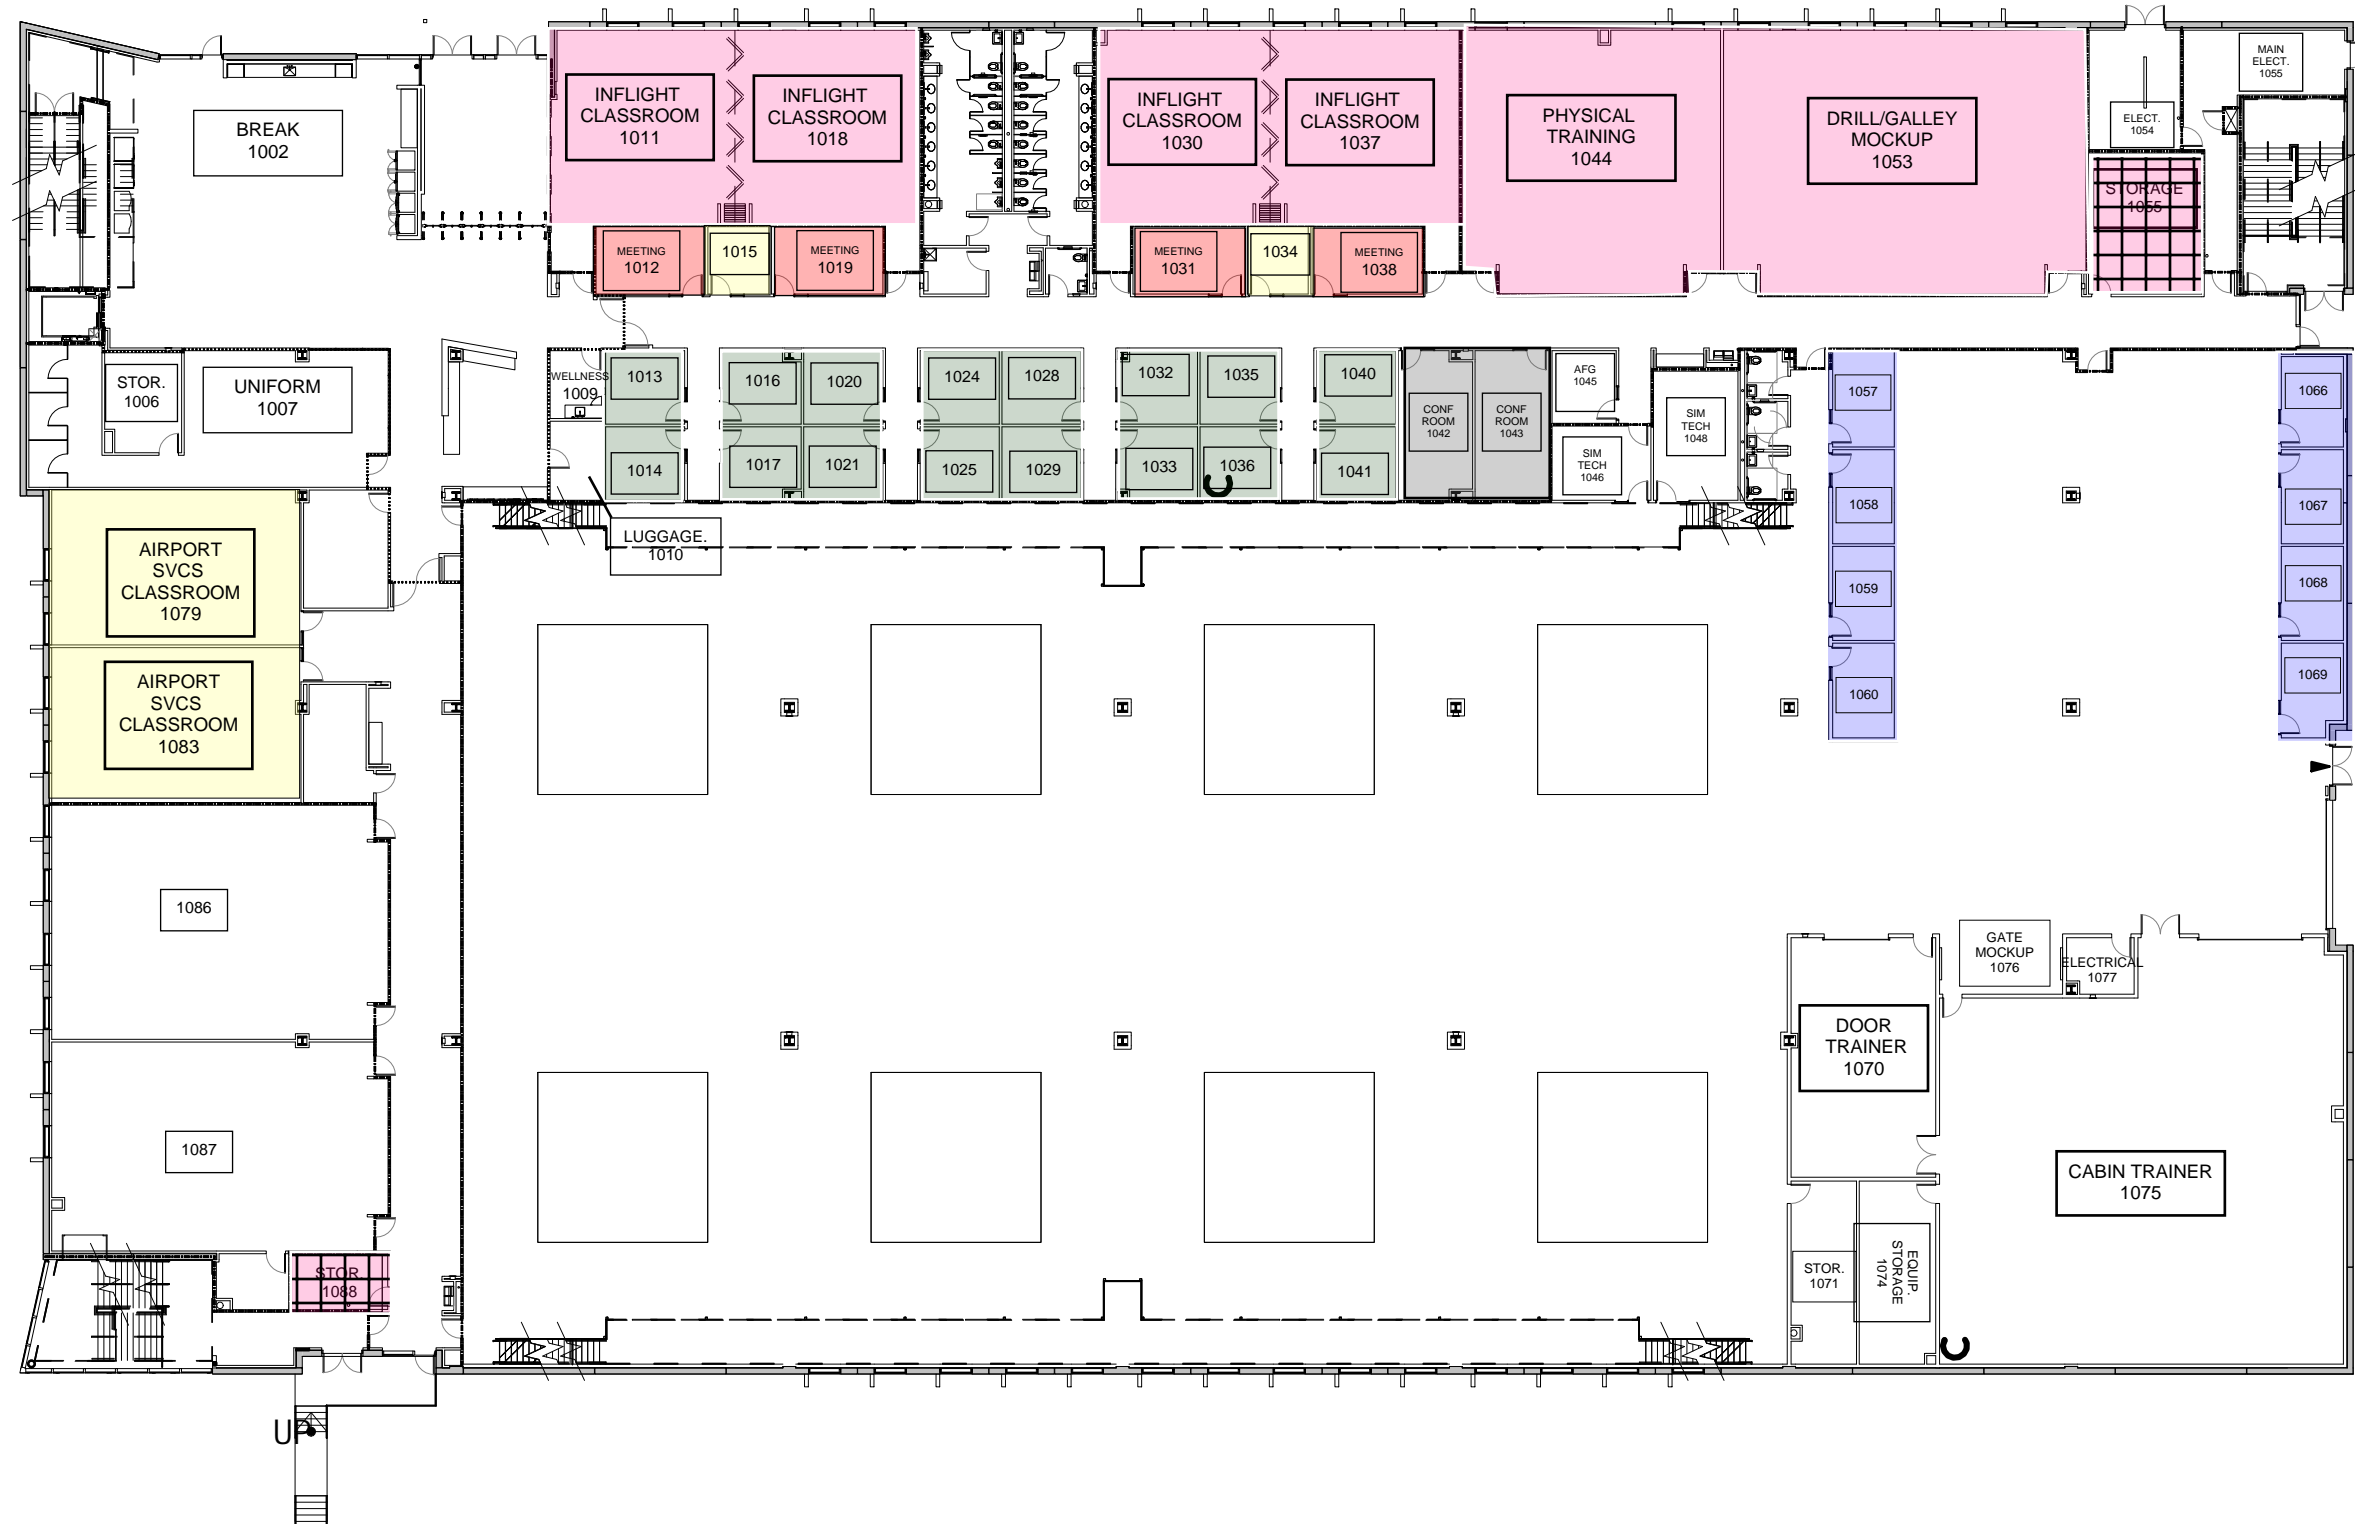 BREAK
1002
INFLIGHT
CLASSROOM
1011
INFLIGHT
CLASSROOM
1018
INFLIGHT
CLASSROOM
1030
INFLIGHT
CLASSROOM
1037
PHYSICAL
TRAINING
1044
DRILL/GALLEY
MOCKUP
1053
ELECT.
1054
MAIN
ELECT.
1055
STORAGE
1055
MEETING
1012
1015
MEETING
1019
MEETING
1031
1034
MEETING
1038
STOR.
1006
UNIFORM
1007
WELLNESS
1009
1013
1014
1016
1020
1017
1021
1024
1028
1025
1029
1032
1035
1033
1036
1040
1041
CONF
ROOM
1042
CONF
ROOM
1043
AFG
1045
SIM
TECH
1046
SIM
TECH
1048
1057
1058
1059
1060
1066
1067
1068
1069
LUGGAGE.
1010
AIRPORT
SVCS
CLASSROOM
1079
AIRPORT
SVCS
CLASSROOM
1083
1086
1087
STOR.
1088
GATE
MOCKUP
1076
ELECTRICAL
1077
DOOR
TRAINER
1070
CABIN TRAINER
1075
STOR.
1071
EQUIP.
STORAGE
1074
UP